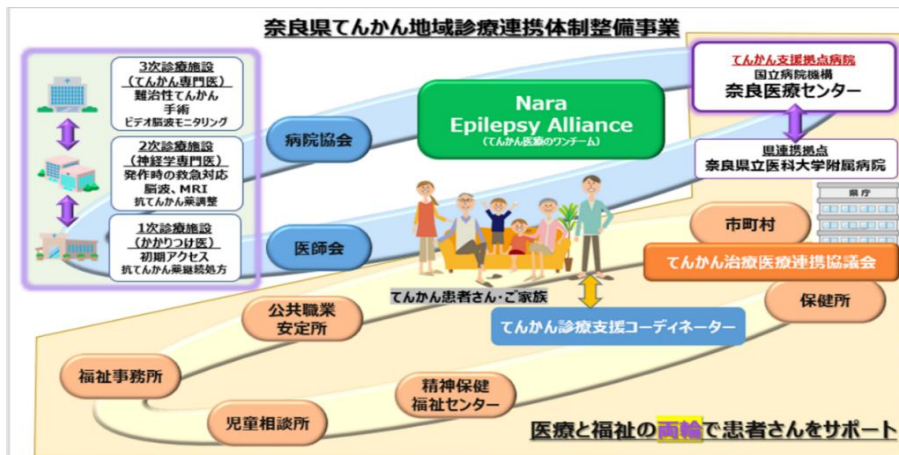 奈良県てんかん地域診療連携体制整備事業
3次診療施設
(てんかん専門医)
難治性てんかん
手術
ビデオ脳波モニタリング
2次診療施設
(神経学専門医)
発作時の救急対応
脳波、MRI
抗てんかん薬調整
1次診療施設
(かかりつけ医)
初期アクセス
抗てんかん薬継続処方
病院協会
医師会
Nara
Epilepsy Alliance
(てんかん医療のワンチーム)
てんかん支援拠点病院
国立病院機構
奈良医療センター
県連携拠点
奈良県立医科大学附属病院
県庁
市町村
てんかん治療医療連携協議会
保健所
てんかん患者さん・ご家族
てんかん診療支援コーディネーター
公共職業
安定所
福祉事務所
児童相談所
精神保健
福祉センター
医療と福祉の両輪で患者さんをサポート